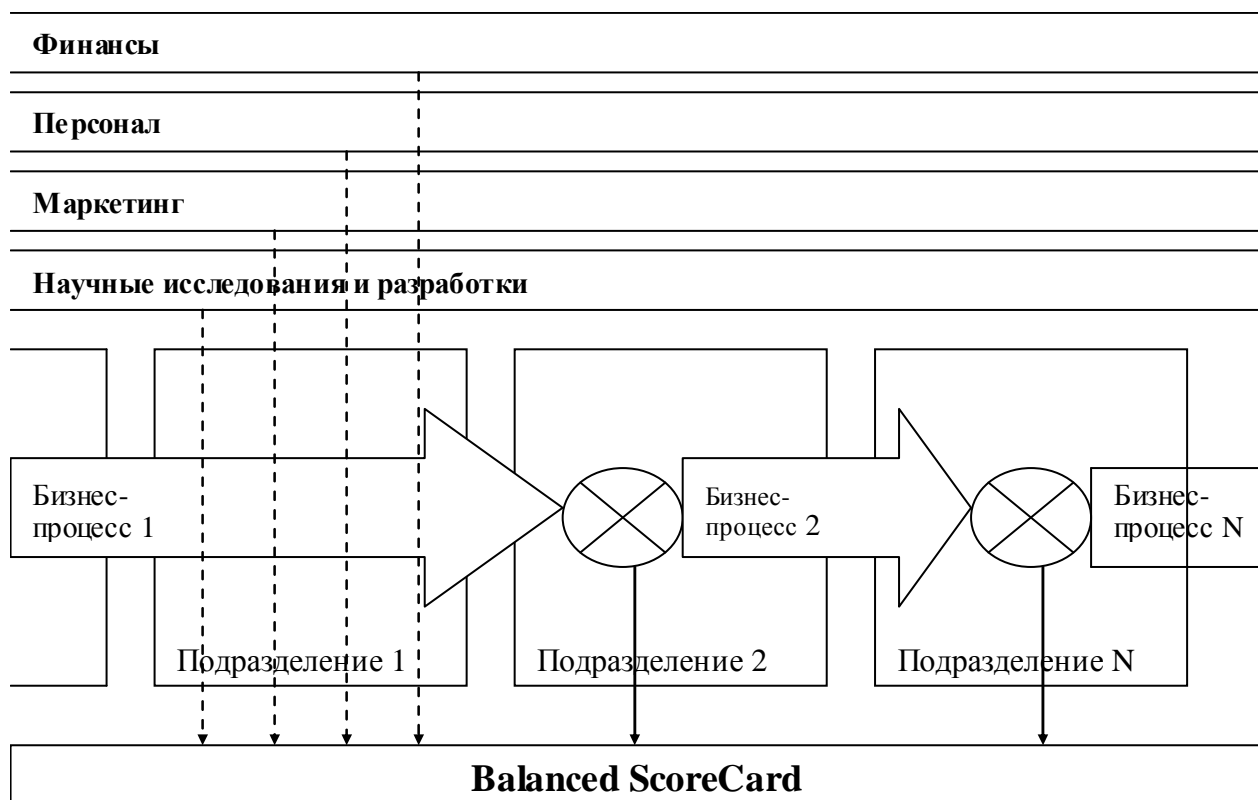 Финансы
Персонал
Маркетинг
Научные исследования и разработки
Бизнес-
процесс 1
Бизнес-
процесс 2
Бизнес-
процесс N
Подразделение 1
Подразделение 2
Подразделение N
Balanced ScoreCard